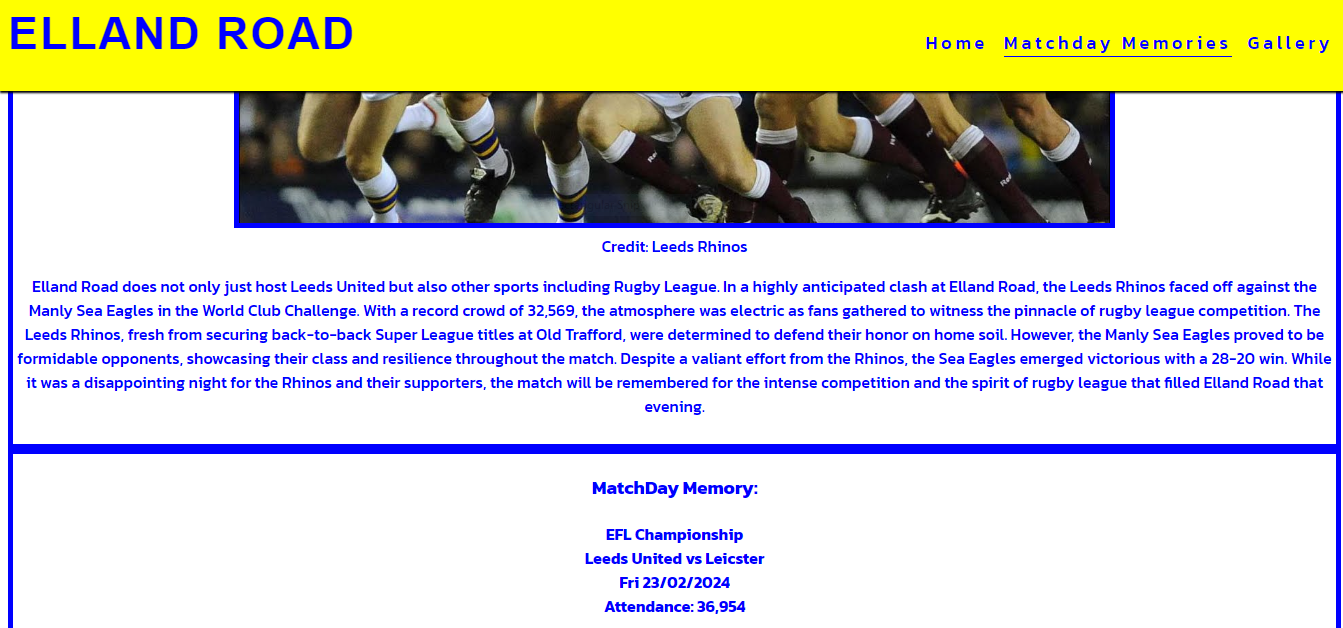 ELLAND ROAD
Home Matchday Memories Gallery
Credit: Leeds Rhinos
Elland Road does not only just host Leeds United but also other sports including Rugby League. In a highly anticipated clash at Elland Road, the Leeds Rhinos faced off against the
Manly Sea Eagles in the World Club Challenge. With a record crowd of 32,569, the atmosphere was electric as fans gathered to witness the pinnacle of rugby league competition. The
Leeds Rhinos, fresh from securing back-to-back Super League titles at Old Trafford, were determined to defend their honor on home soil. However, the Manly Sea Eagles proved to be
formidable opponents, showcasing their class and resilience throughout the match. Despite a valiant effort from the Rhinos, the Sea Eagles emerged victorious with a 28-20 win. While
it was a disappointing night for the Rhinos and their supporters, the match will be remembered for the intense competition and the spirit of rugby league that filled Elland Road that
evening.
MatchDay Memory:
EFL Championship
Leeds United vs Leicster
Fri 23/02/2024
Attendance: 36,954